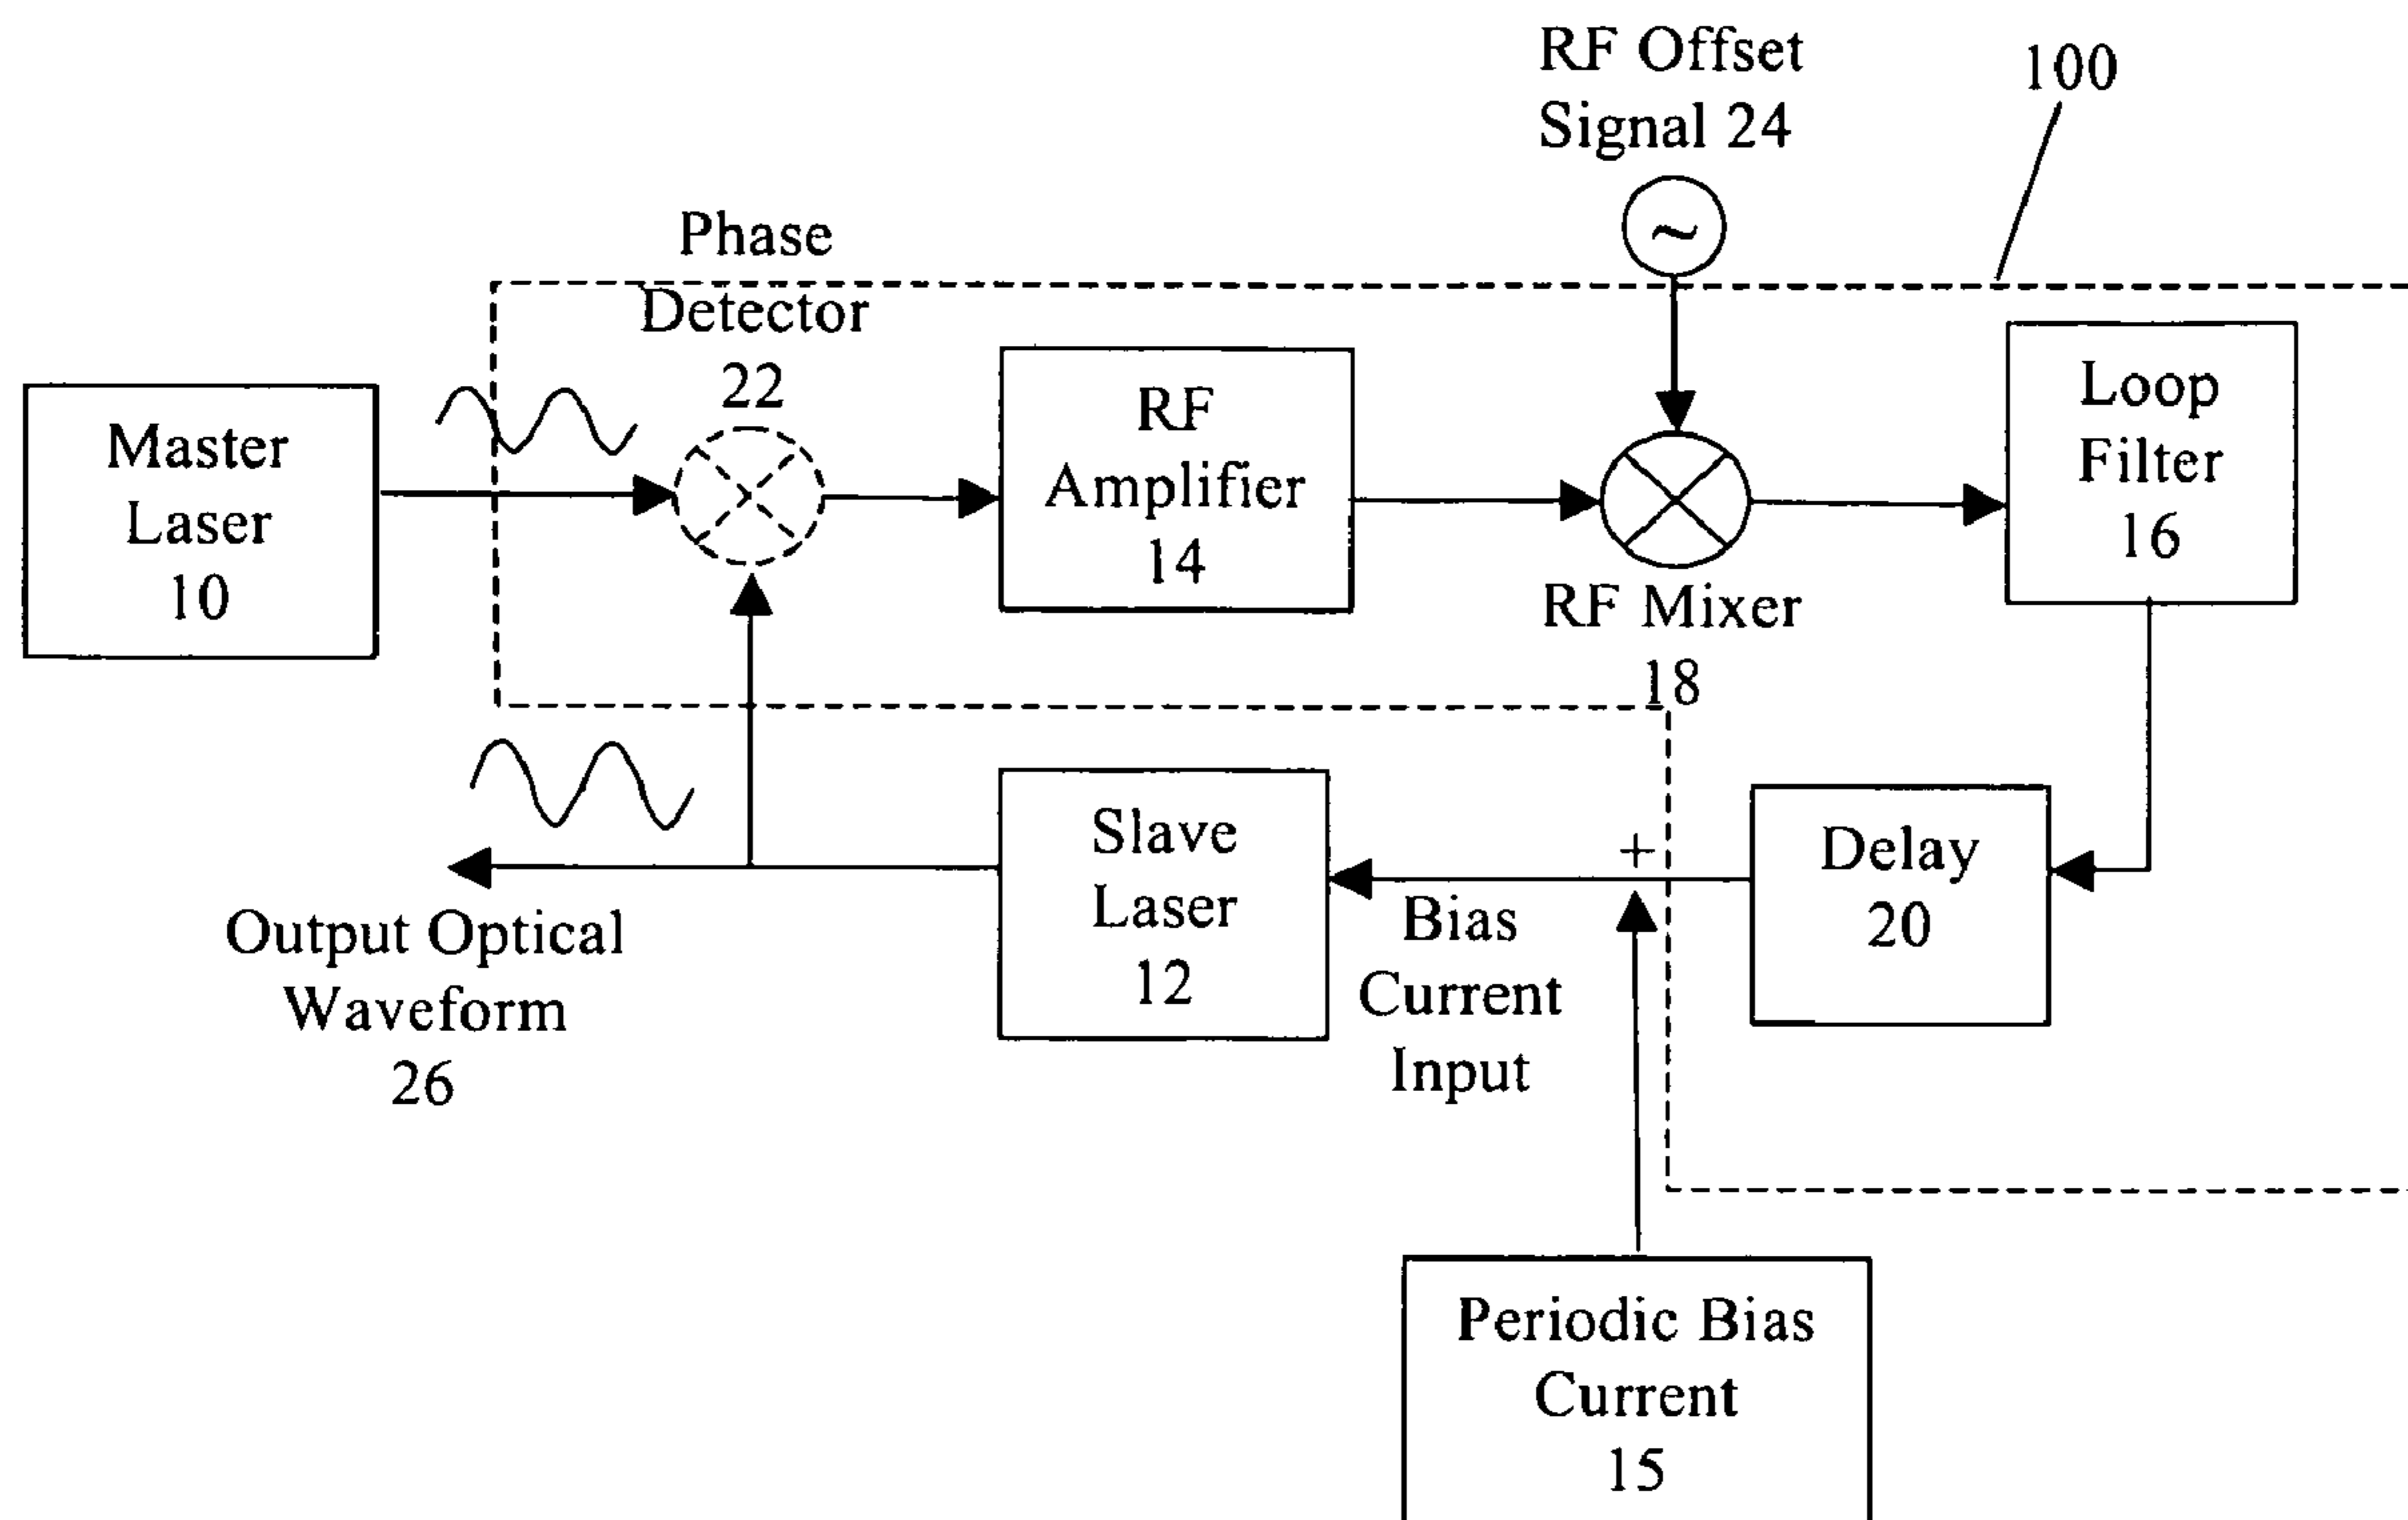 RF Offset
Signal 24
100
Phase
Detector
22
Master
Laser
10
RF
Amplifier
14
~
RF Mixer
18
Loop
Filter
16
Slave
Laser
12
+
Bias
Current
Input
Delay
20
Output Optical
Waveform
26
Periodic Bias
Current
15